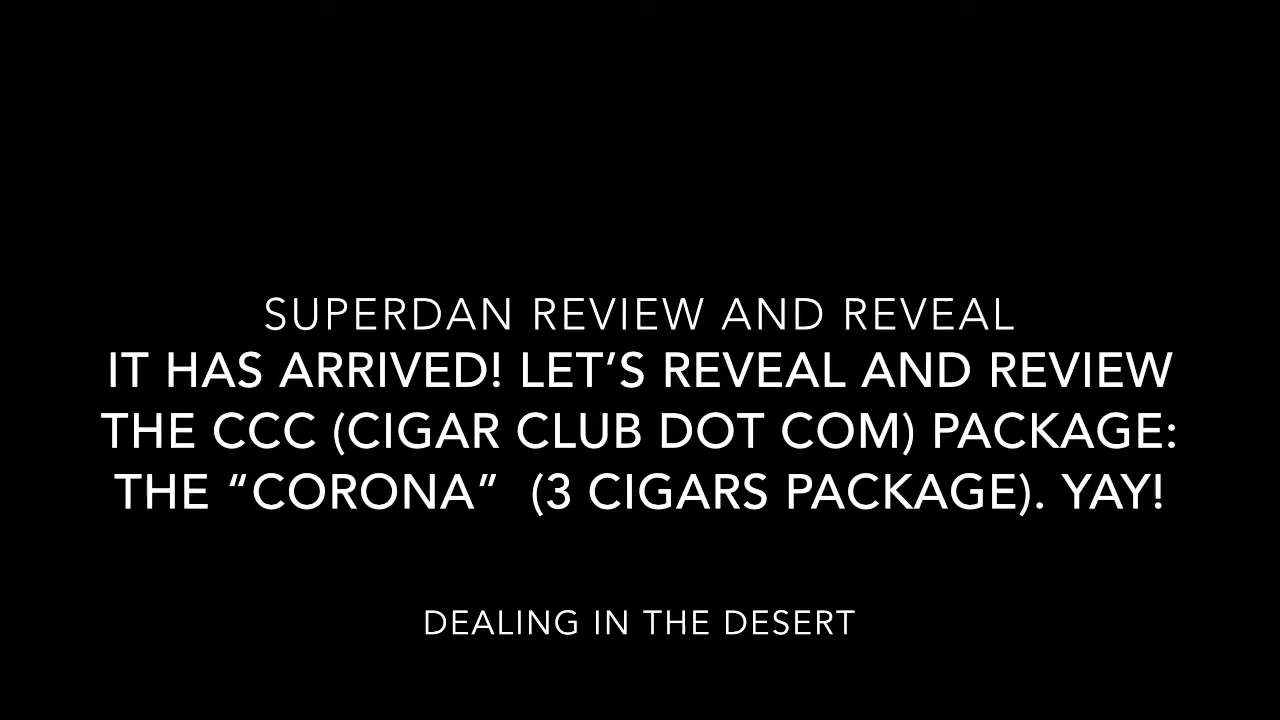 SUPERDAN REVIEW AND REVEAL
IT HAS ARRIVED! LET’S REVEAL AND REVIEW
THE CCC (CIGAR CLUB DOT COM) PACKAGE:
THE “CORONA”  (3 CIGARS PACKAGE). YAY!
DEALING IN THE DESERT